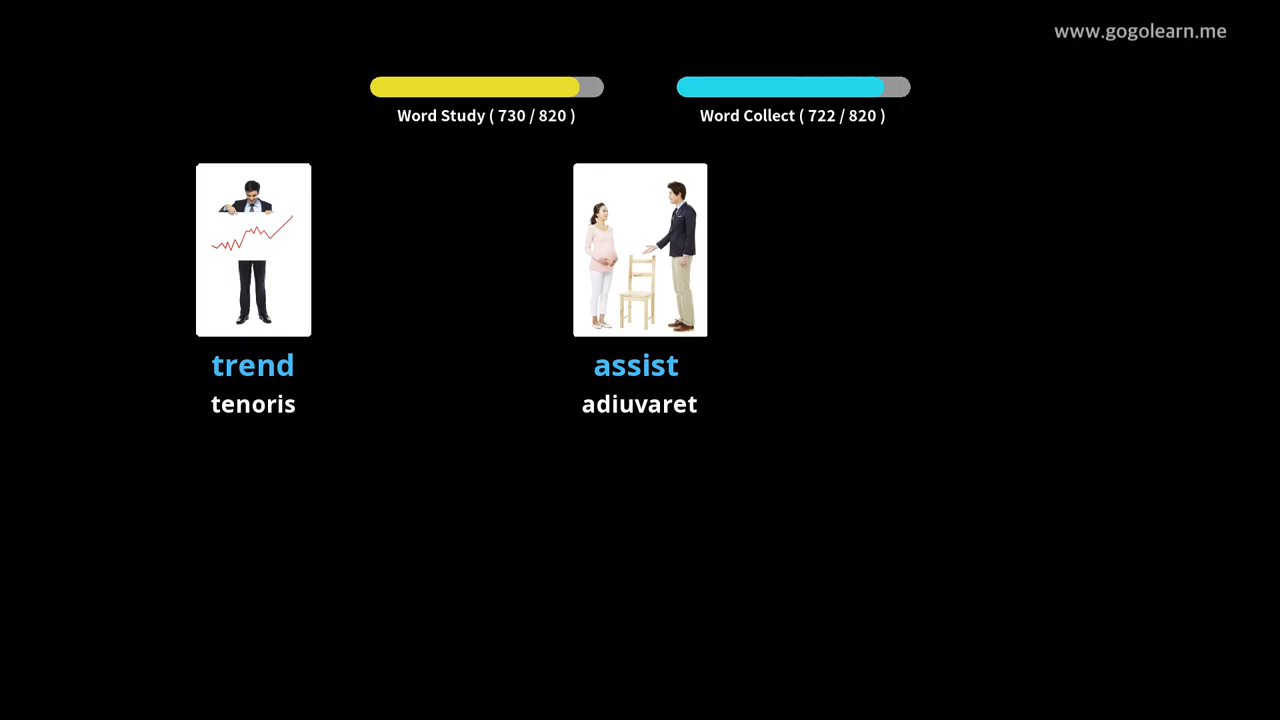 www.gogolearn.me
Word Study ( 730 / 820 )
Word Collect ( 722 / 820 )
trend
tenoris
assist
adiuvaret